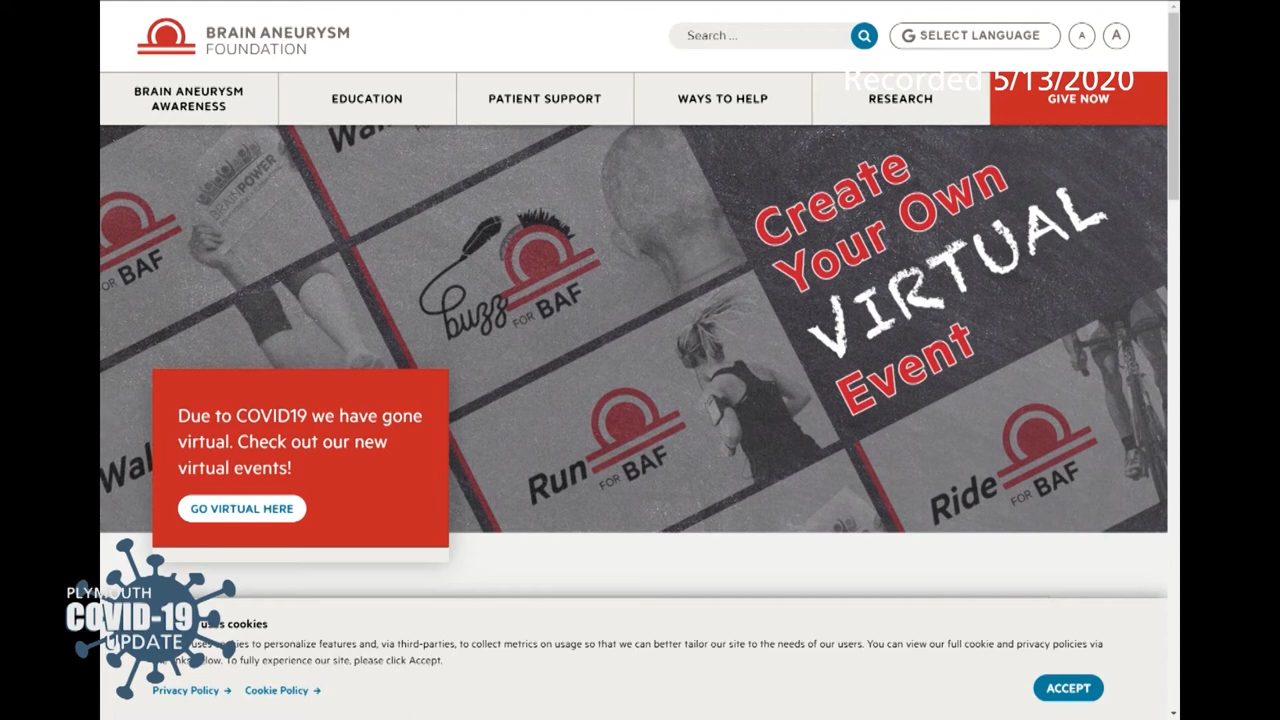 BRAIN ANEURYSM
FOUNDATION
Search ...
SELECT LANGUAGE
A
A
Recorded 5/13/2020
BRAIN ANEURYSM
AWARENESS
EDUCATION
PATIENT SUPPORT
WAYS TO HELP
RESEARCH
GIVE NOW
BRAINPOWER
FOR BAF
buzz FOR BAF
Create
Your Own
VIRTUAL
Event
Run FOR BAF
Ride FOR BAF
Due to COVID19 we have gone
virtual. Check out our new
virtual events!
GO VIRTUAL HERE
PLYMOUTH
COVID-19
UPDATE
cookies
to personalize features and, via third-parties, to collect metrics on usage so that we can better tailor our site to the needs of our users. You can view our full cookie and privacy policies via
below. To fully experience our site, please click Accept.
Privacy Policy →
Cookie Policy →
ACCEPT